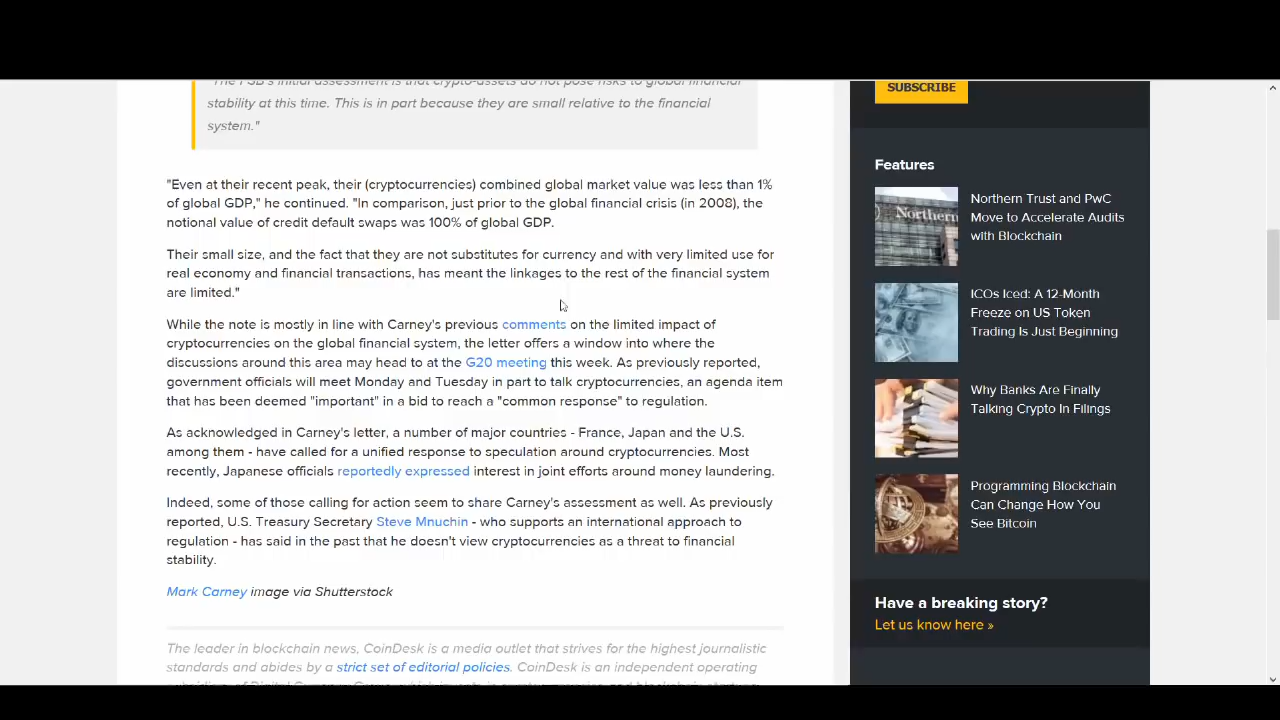 "The FSB's initial assessment is that crypto-assets do not pose risks to global financial
stability at this time. This is in part because they are small relative to the financial
system."
"Even at their recent peak, their (cryptocurrencies) combined global market value was less than 1%
of global GDP," he continued. "In comparison, just prior to the global financial crisis (in 2008), the
notional value of credit default swaps was 100% of global GDP.
Their small size, and the fact that they are not substitutes for currency and with very limited use for
real economy and financial transactions, has meant the linkages to the rest of the financial system
are limited."
While the note is mostly in line with Carney's previous comments on the limited impact of
cryptocurrencies on the global financial system, the letter offers a window into where the
discussions around this area may head to at the G20 meeting this week. As previously reported,
government officials will meet Monday and Tuesday in part to talk cryptocurrencies, an agenda item
that has been deemed "important" in a bid to reach a "common response" to regulation.
As acknowledged in Carney's letter, a number of major countries - France, Japan and the U.S.
among them - have called for a unified response to speculation around cryptocurrencies. Most
recently, Japanese officials reportedly expressed interest in joint efforts around money laundering.
Indeed, some of those calling for action seem to share Carney's assessment as well. As previously
reported, U.S. Treasury Secretary Steve Mnuchin - who supports an international approach to
regulation - has said in the past that he doesn't view cryptocurrencies as a threat to financial
stability.
Mark Carney image via Shutterstock
The leader in blockchain news, CoinDesk is a media outlet that strives for the highest journalistic
standards and abides by a strict set of editorial policies. CoinDesk is an independent operating
SUBSCRIBE
Features
Northern
Northern Trust and PwC
Move to Accelerate Audits
with Blockchain
ICOs Iced: A 12-Month
Freeze on US Token
Trading Is Just Beginning
Why Banks Are Finally
Talking Crypto In Filings
Programming Blockchain
Can Change How You
See Bitcoin
Have a breaking story?
Let us know here »